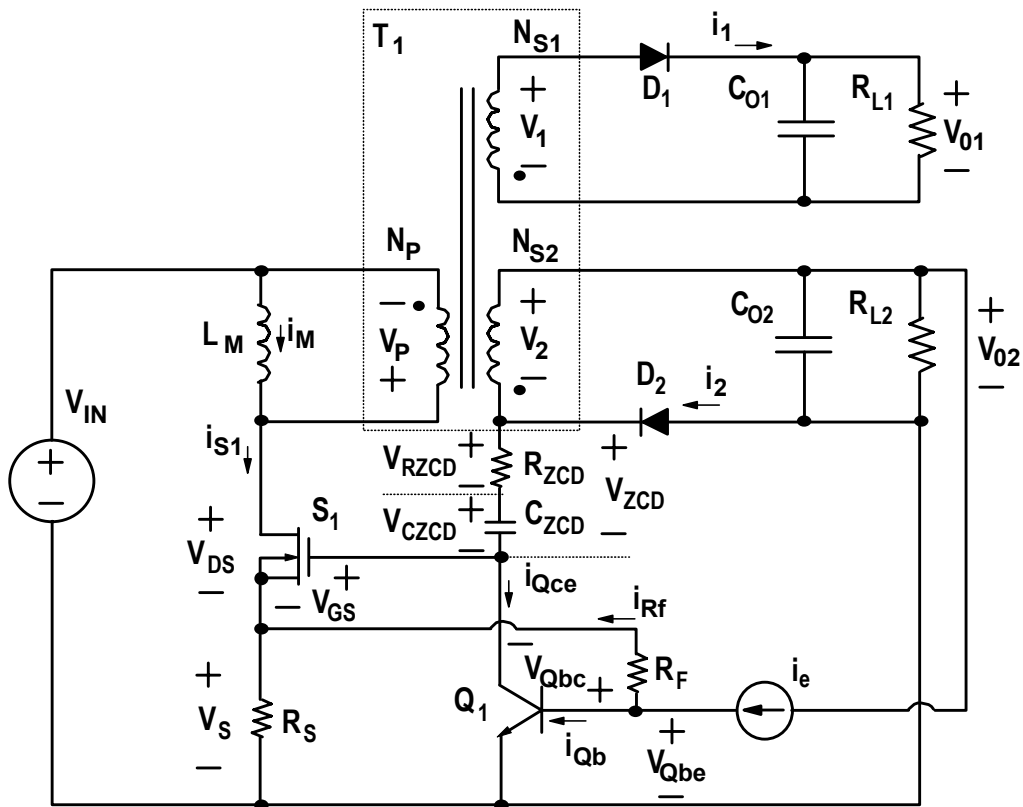 T1
NS1
i1
D1
CO1
RL1
+
V01
−
+
V1
−
NP
NS2
−
VP
+
+
V2
−
LM
iM
CO2
RL2
+
V02
−
D2
i2
VIN
+
−
iS1
VRZCD
+
−
RZCD
+
VZCD
−
VCZCD
+
−
CZCD
S1
+
VDS
−
+
VGS
−
iQce
iRf
−
VQbc
+
RF
ie
+
VS
−
RS
Q1
iQb
+
VQbe
−